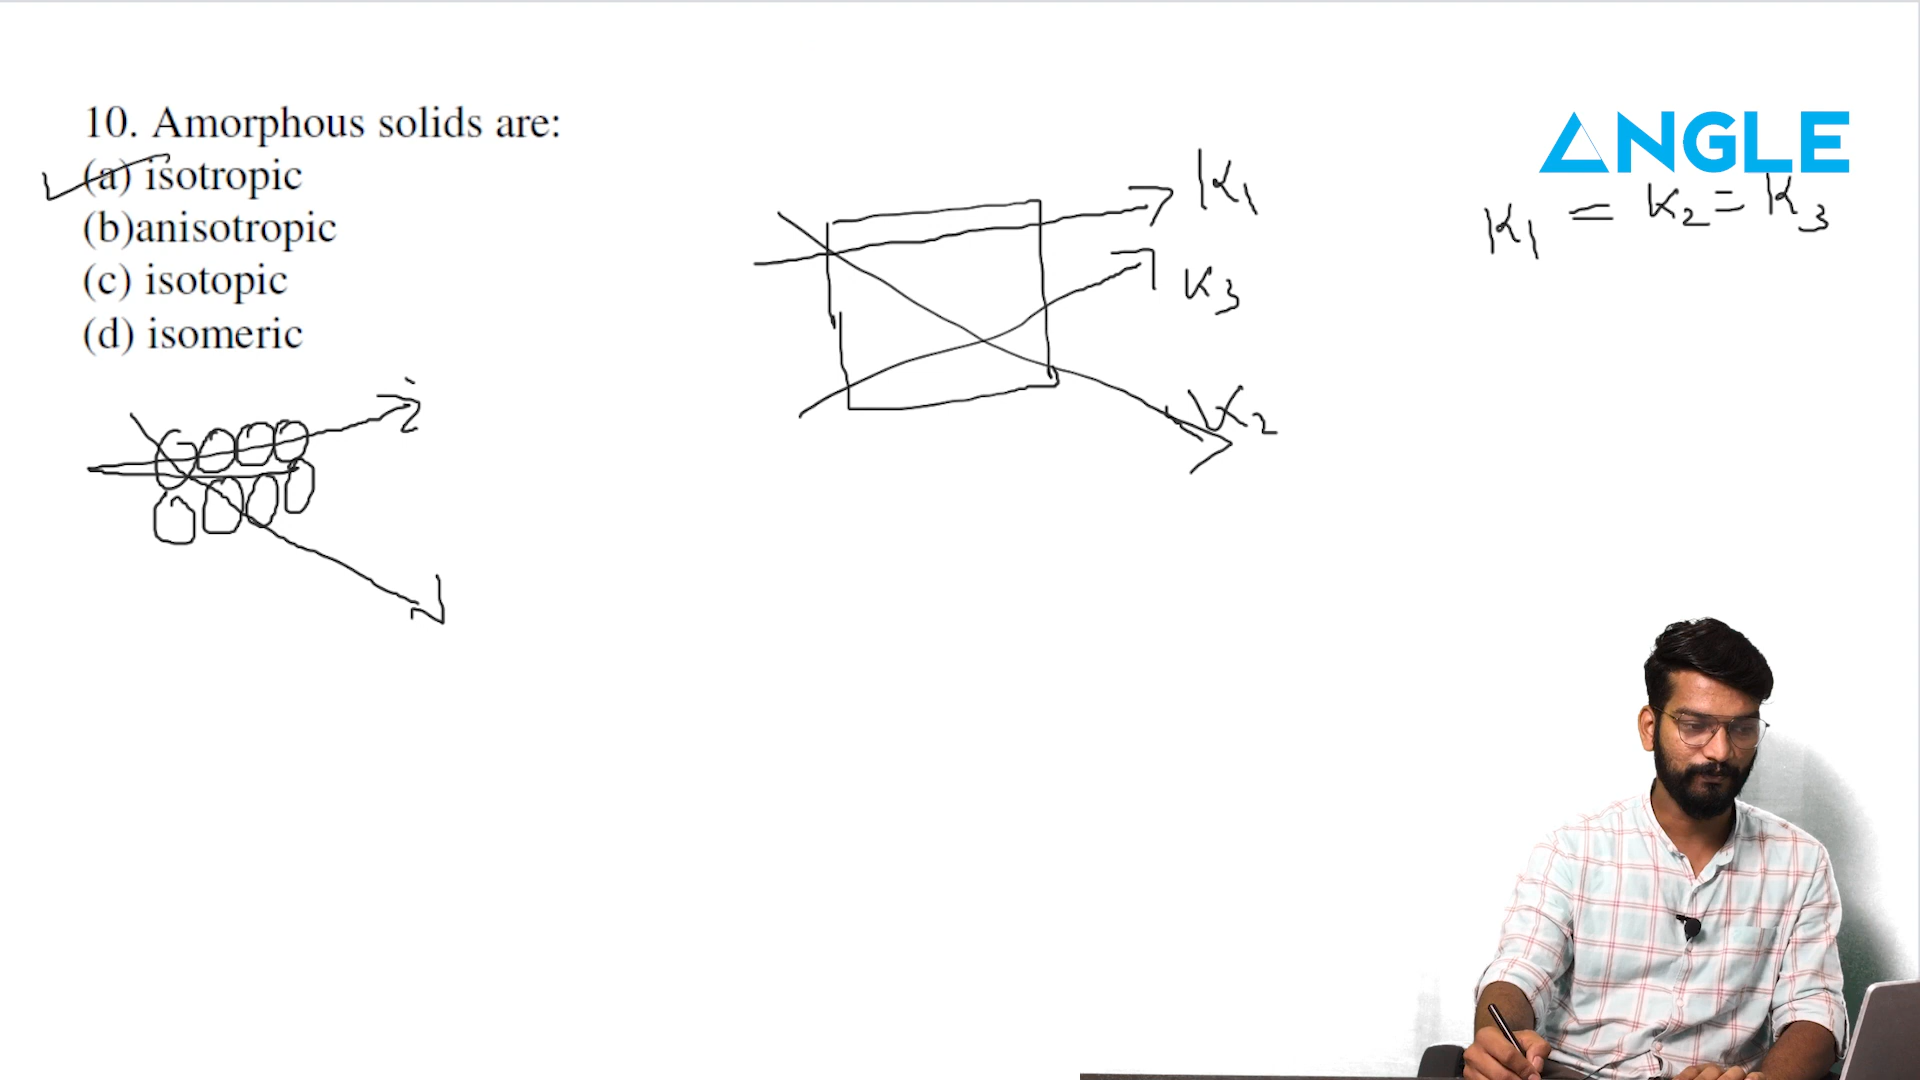 10. Amorphous solids are:
(a) isotropic
(b)anisotropic
(c) isotopic
(d) isomeric
K1
K3
K2
ANGLE
K1 = K2 = K3